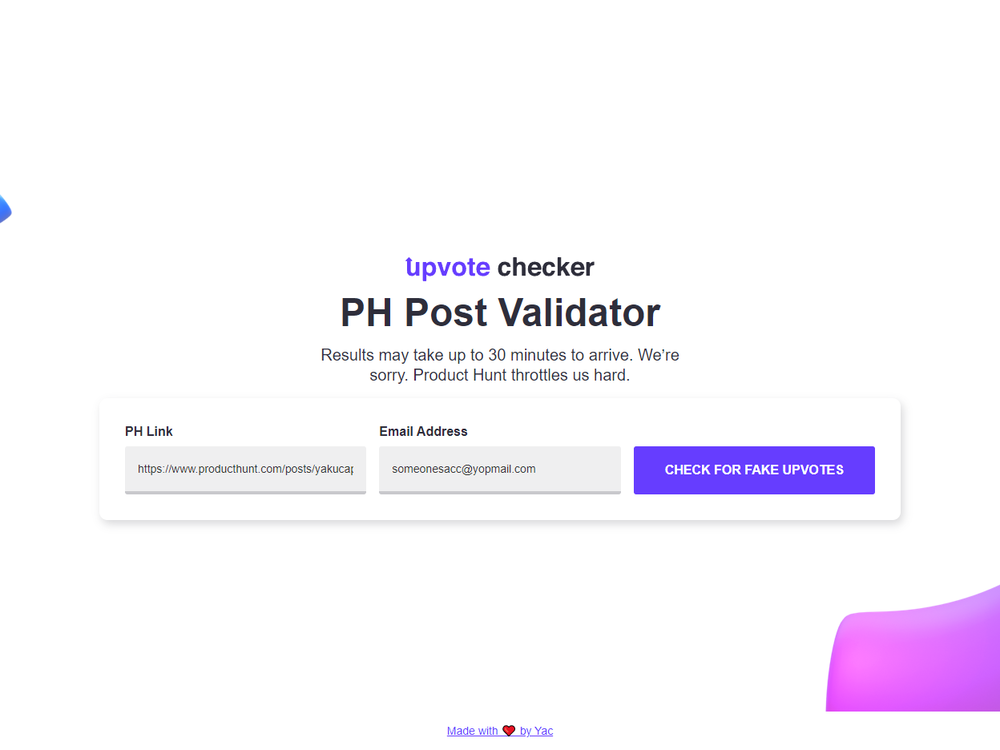 upvote checker
PH Post Validator
Results may take up to 30 minutes to arrive. We’re
sorry. Product Hunt throttles us hard.
PH Link
Email Address
https://www.producthunt.com/posts/yakucap
someonesacc@yopmail.com
CHECK FOR FAKE UPVOTES
Made with ❤ by Yac